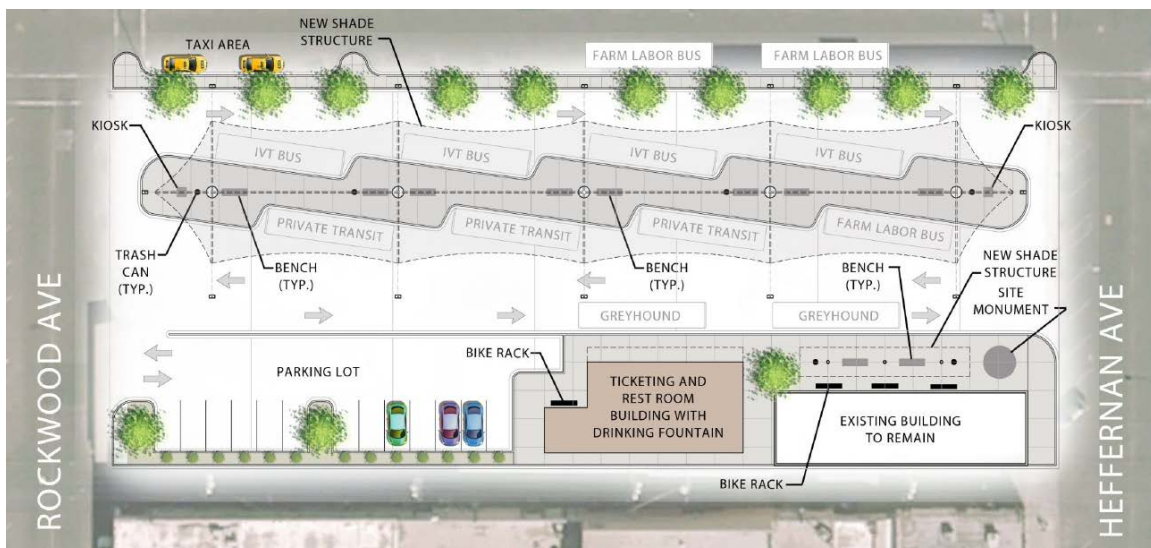 NEW SHADE
STRUCTURE
TAXI AREA
FARM LABOR BUS
FARM LABOR BUS
KIOSK
KIOSK
IVT BUS
IVT BUS
IVT BUS
IVT BUS
PRIVATE TRANSIT
PRIVATE TRANSIT
PRIVATE TRANSIT
FARM LABOR BUS
TRASH
CAN
(TYP.)
BENCH
(TYP.)
BENCH
(TYP.)
BENCH
(TYP.)
NEW SHADE
STRUCTURE
SITE
MONUMENT
GREYHOUND
GREYHOUND
BIKE RACK
PARKING LOT
TICKETING AND
REST ROOM
BUILDING WITH
DRINKING FOUNTAIN
EXISTING BUILDING
TO REMAIN
BIKE RACK
ROCKWOOD AVE
HEFFERNAN AVE